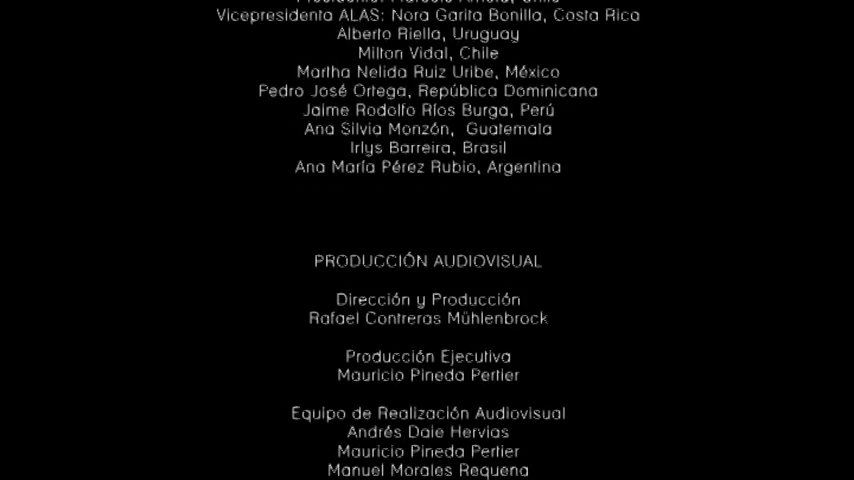 Vicepresidenta ALAS: Nora Garita Bonilla, Costa Rica
Alberto Riella, Uruguay
Milton Vidal, Chile
Martha Nelida Ruiz Uribe, México
Pedro José Ortega, República Dominicana
Jaime Rodolfo Ríos Burga, Perú
Ana Silvia Monzón, Guatemala
Irlys Barreira, Brasil
Ana María Pérez Rubio, Argentina
PRODUCCIÓN AUDIOVISUAL
Dirección y Producción
Rafael Contreras Mühlenbrock
Producción Ejecutiva
Mauricio Pineda Pertier
Equipo de Realización Audiovisual
Andrés Daie Hervias
Mauricio Pineda Pertier
Manuel Morales Requena